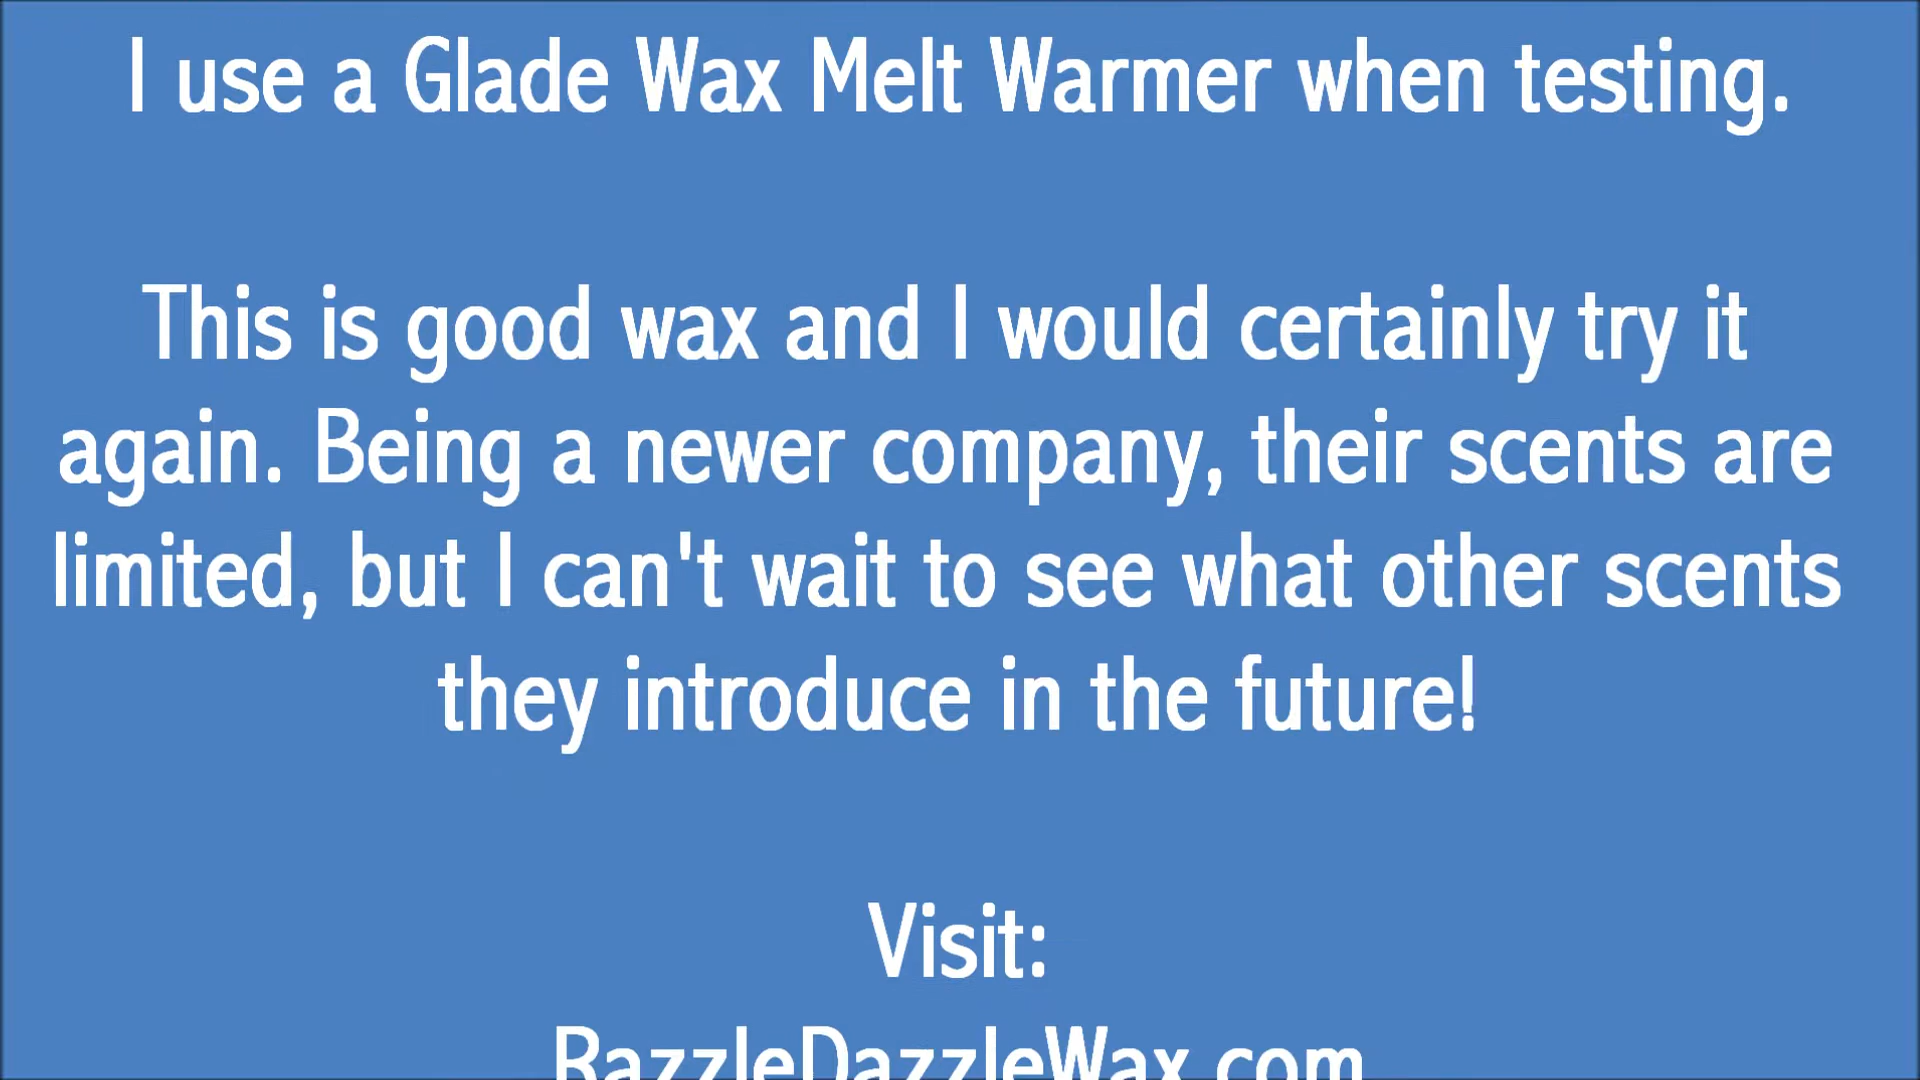 I use a Glade Wax Melt Warmer when testing.
This is good wax and I would certainly try it
again. Being a newer company, their scents are
limited, but I can't wait to see what other scents
they introduce in the future!
Visit:
RazzleDazzleWax.com